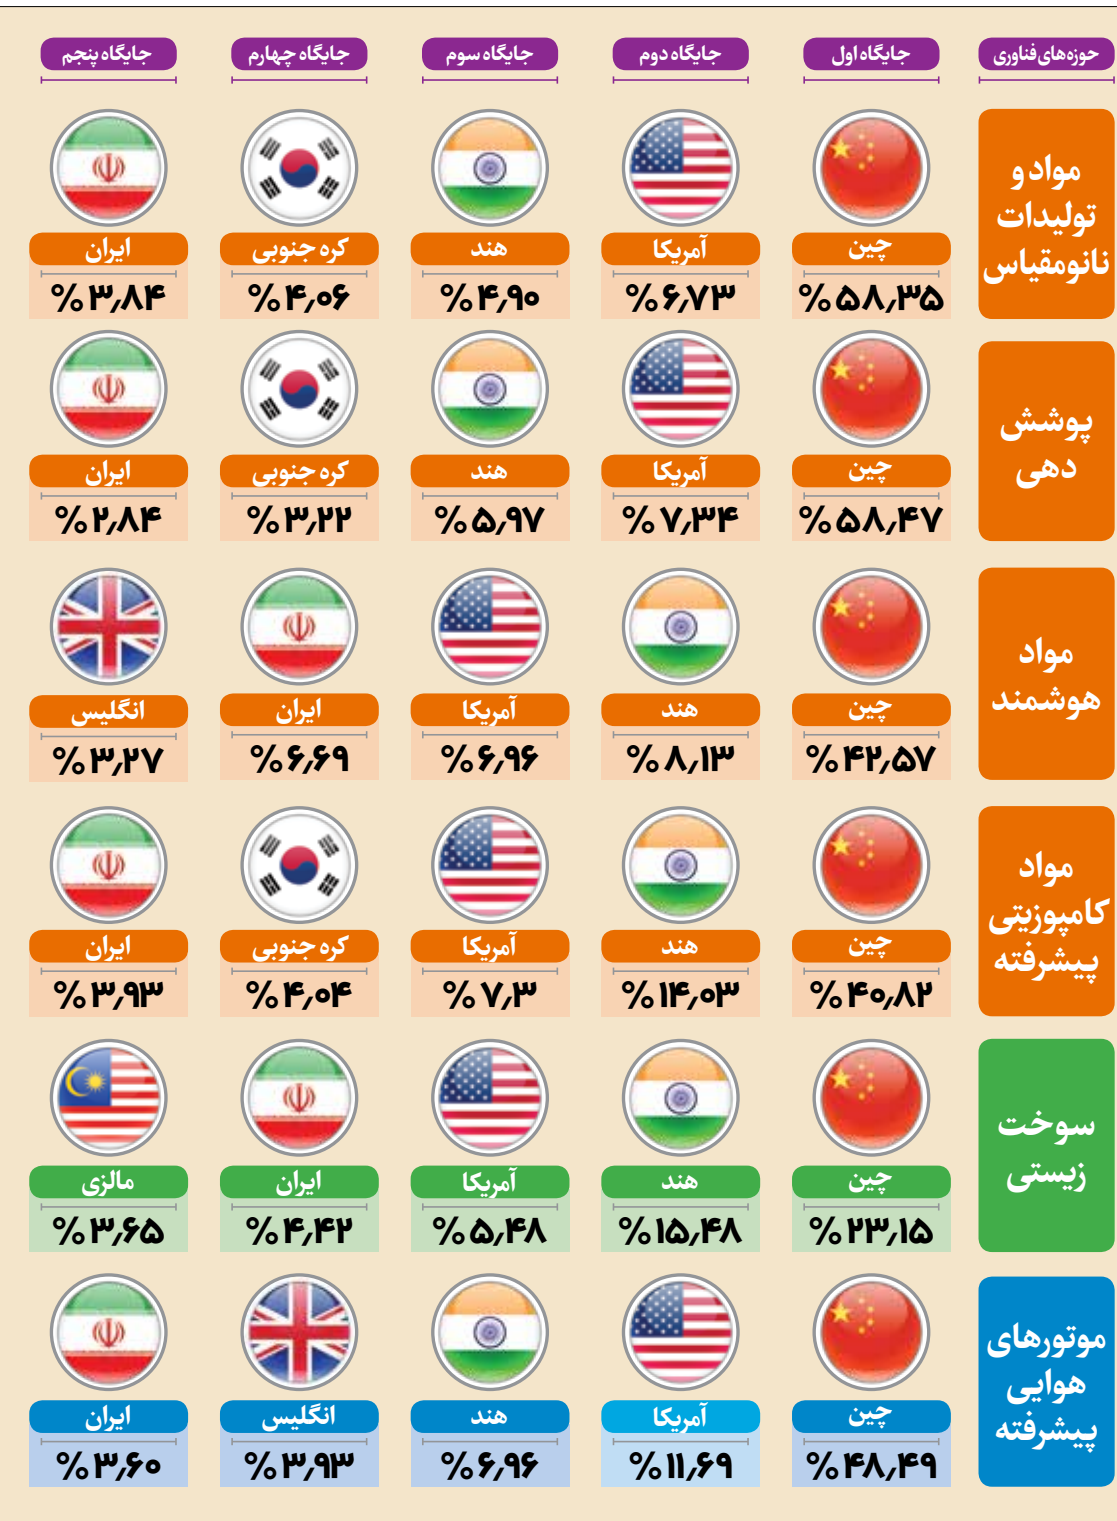 حوزه‌های فناوری
جایگاه اول
جایگاه دوم
جایگاه سوم
جایگاه چهارم
جایگاه پنجم
مواد و
تولیدات
نانومقیاس
چین
آمریکا
هند
کره جنوبی
ایران
%۵۸٫۳۵
%۶٫۷۳
%۴٫۹۰
%۴٫۰۶
%۳٫۸۴
پوشش
دهی
چین
آمریکا
هند
کره جنوبی
ایران
%۵۸٫۴۷
%۷٫۳۴
%۵٫۹۷
%۳٫۲۲
%۲٫۸۴
مواد
هوشمند
چین
هند
آمریکا
ایران
انگلیس
%۴۲٫۵۷
%۸٫۱۳
%۶٫۹۶
%۶٫۶۹
%۳٫۲۷
مواد
کامپوزیتی
پیشرفته
چین
هند
آمریکا
کره جنوبی
ایران
%۴۰٫۸۲
%۱۴٫۰۳
%۷٫۳
%۴٫۰۴
%۳٫۹۳
سوخت
زیستی
چین
هند
آمریکا
ایران
مالزی
%۲۳٫۱۵
%۱۵٫۴۸
%۵٫۴۸
%۴٫۴۲
%۳٫۶۵
موتورهای
هوایی
پیشرفته
چین
آمریکا
هند
انگلیس
ایران
%۴۸٫۴۹
%۱۱٫۶۹
%۶٫۹۶
%۳٫۹۳
%۳٫۶۰